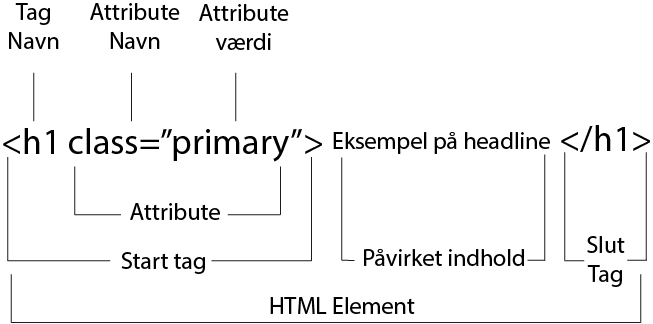 Tag
Navn
Attribute
Navn
Attribute
værdi
<h1 class=”primary”> Eksempel på headline </h1>
Attribute
Start tag
Påvirket indhold
Slut
Tag
HTML Element